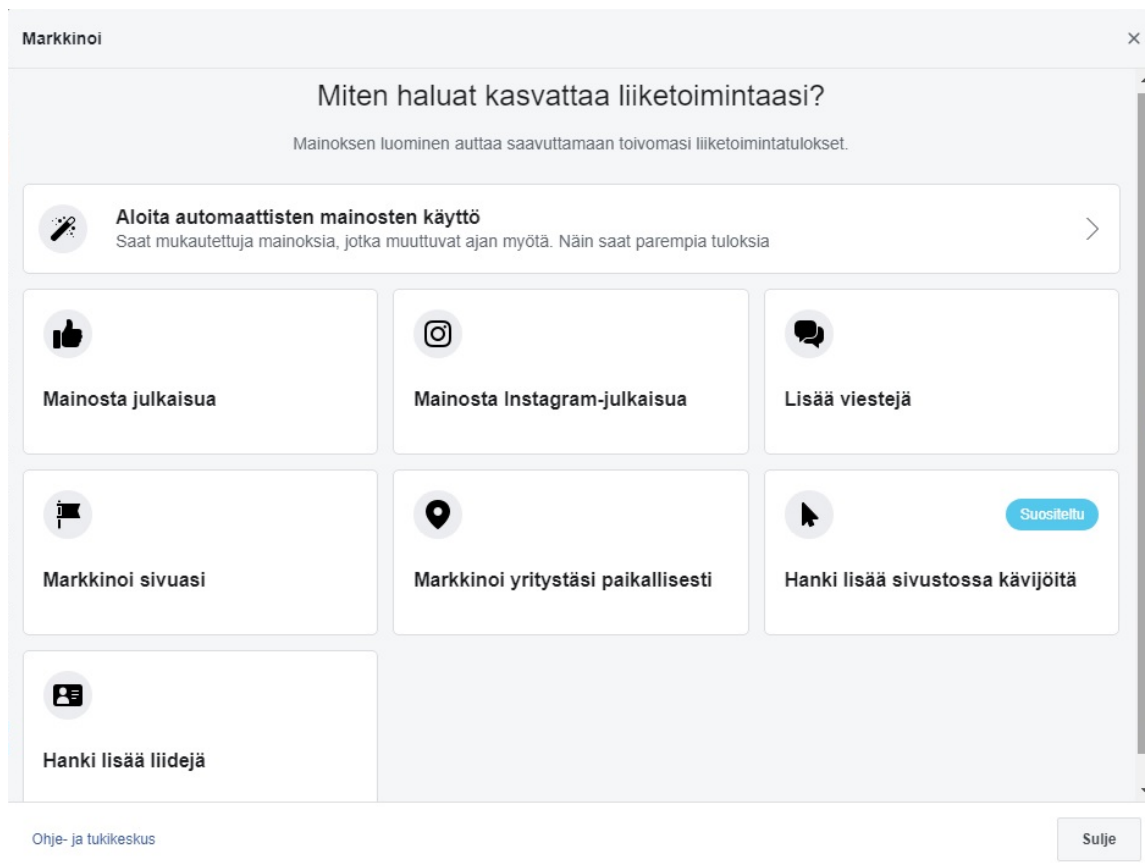 Markkinoi
Miten haluat kasvattaa liiketoimintaasi?
Mainoksen luominen auttaa saavuttamaan toivomasi liiketoimintatulokset.
Aloita automaattisten mainosten käyttö
Saat mukautettuja mainoksia, jotka muuttuvat ajan myötä. Näin saat parempia tuloksia
Mainosta julkaisua
Mainosta Instagram-julkaisua
Lisää viestejä
Markkinoi sivuasi
Markkinoi yritystäsi paikallisesti
Suositeltu
Hanki lisää sivustossa kävijöitä
Hanki lisää liidejä
Ohje- ja tukikeskus
Sulje